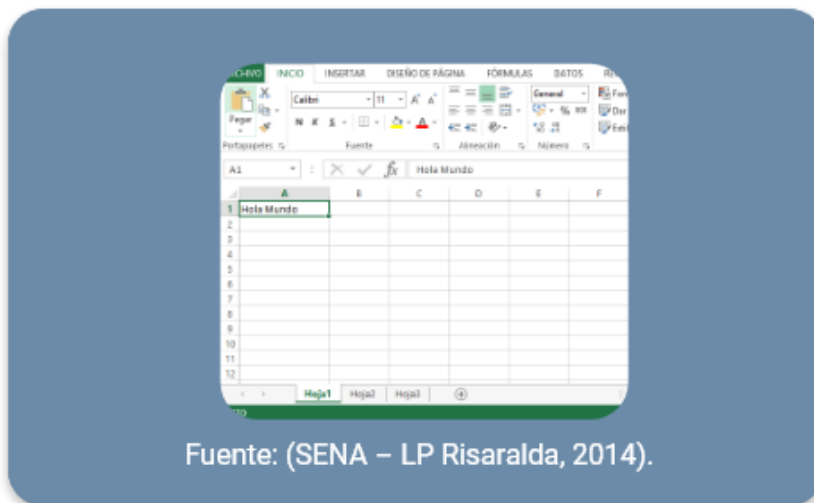 INICIO INSERTAR DISEÑO DE PÁGINA FÓRMULAS DATOS
Calibri 11 General
Pegar N K S % 000
Portapapeles Fuente Alineación Número
A1 fx Hola Mundo
A B C D E F
1 Hola Mundo
2
3
4
5
6
7
8
9
10
11
12
Hoja1 Hoja2 Hoja3
Fuente: (SENA – LP Risaralda, 2014).